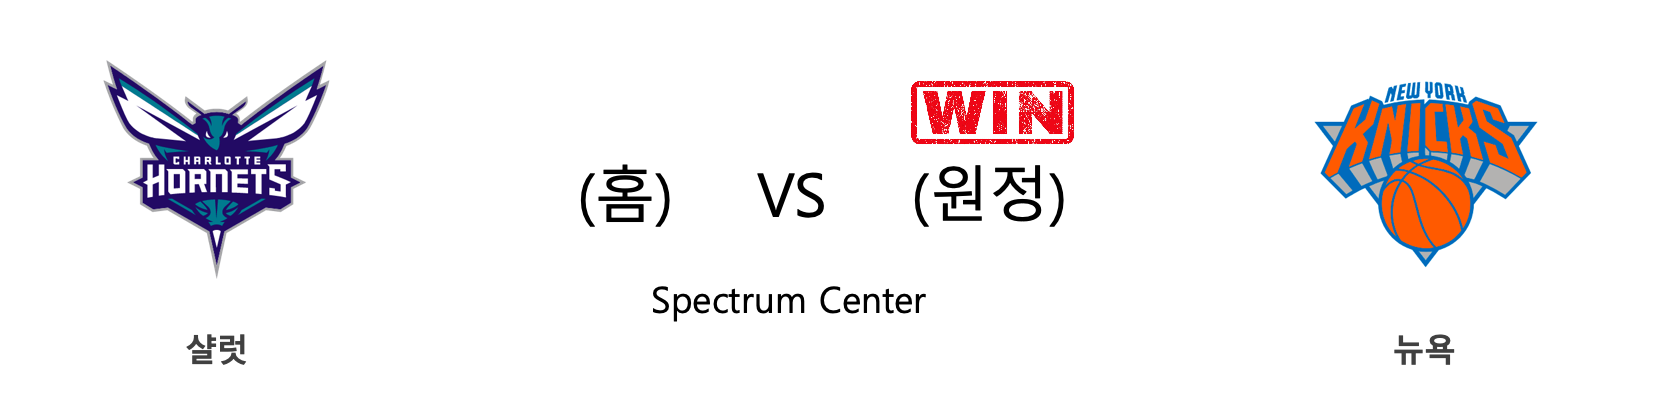 CHARLOTTE
HORNETS
WIN
NEW YORK
KNICKS
(홈) VS (원정)
Spectrum Center
샬럿
뉴욕